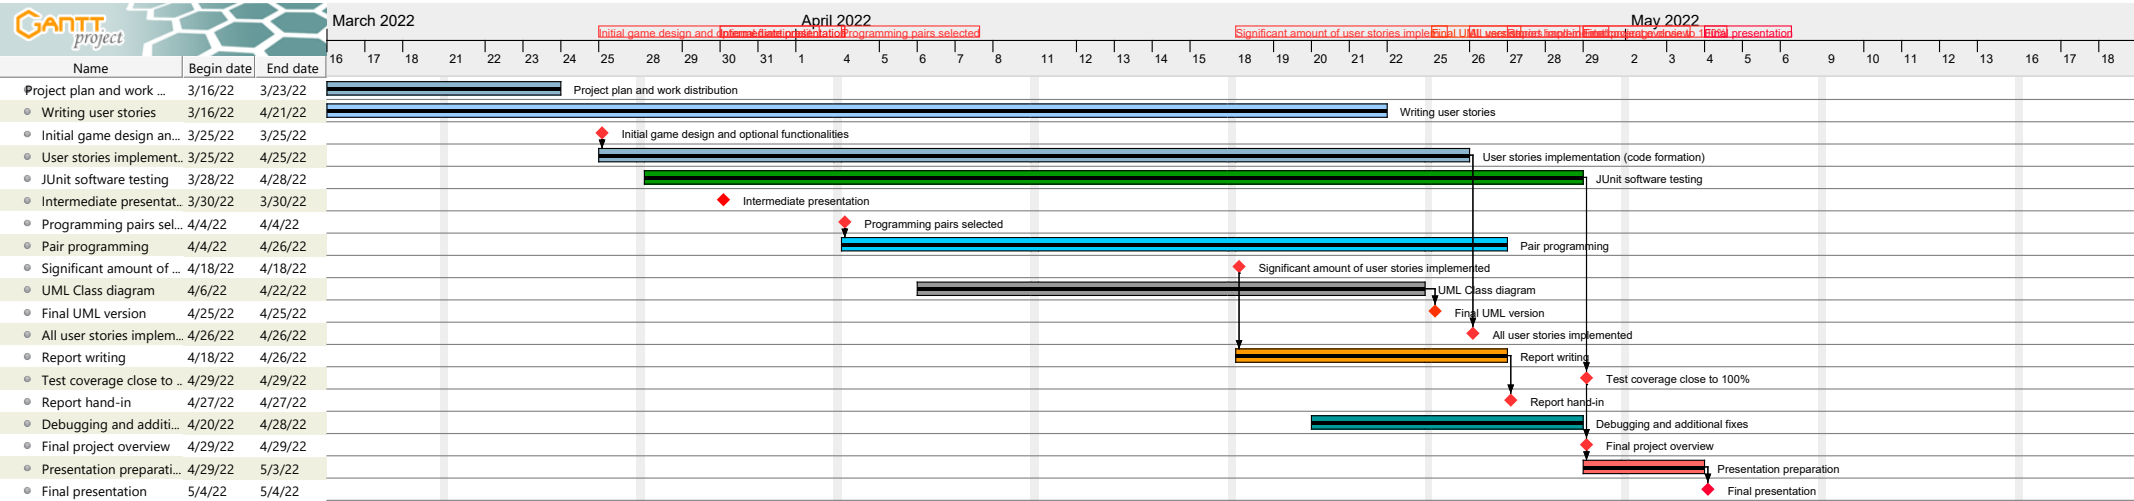 GANTT
project
March 2022
April 2022
May 2022
Initial game design and
Intermediate presentation
Programming pairs selected
Significant amount of user stories
Final presentation
Name Begin date End date
16 17 18 21 22 23 24 25 28 29 30 31 1 4 5 6 7 8 11 12 13 14 15 18 19 20 21 22 25 26 27 28 29 2 3 4 5 6 9 10 11 12 13 16 17 18
Project plan and work ... 3/16/22 3/23/22 Project plan and work distribution
Writing user stories 3/16/22 4/21/22 Writing user stories
Initial game design an... 3/25/22 3/25/22 Initial game design and optional functionalities
User stories implement... 3/25/22 4/25/22 User stories implementation (code formation)
JUnit software testing 3/28/22 4/28/22 JUnit software testing
Intermediate presentat... 3/30/22 3/30/22 Intermediate presentation
Programming pairs sel... 4/4/22 4/4/22 Programming pairs selected
Pair programming 4/4/22 4/26/22 Pair programming
Significant amount of ... 4/18/22 4/18/22 Significant amount of user stories implemented
UML Class diagram 4/6/22 4/22/22 UML Class diagram
Final UML version 4/25/22 4/25/22 Final UML version
All user stories implem... 4/26/22 4/26/22 All user stories implemented
Report writing 4/18/22 4/26/22 Report writing
Test coverage close to ... 4/29/22 4/29/22 Test coverage close to 100%
Report hand-in 4/27/22 4/27/22 Report hand-in
Debugging and additi... 4/20/22 4/28/22 Debugging and additional fixes
Final project overview 4/29/22 4/29/22 Final project overview
Presentation preparati... 4/29/22 5/3/22 Presentation preparation
Final presentation 5/4/22 5/4/22 Final presentation